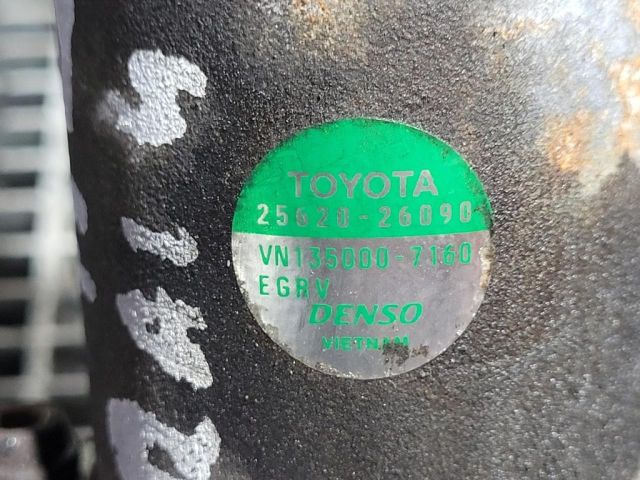 TOYOTA
25620-26090
VN135000-7160
EGRV
DENSO
VIETNAM